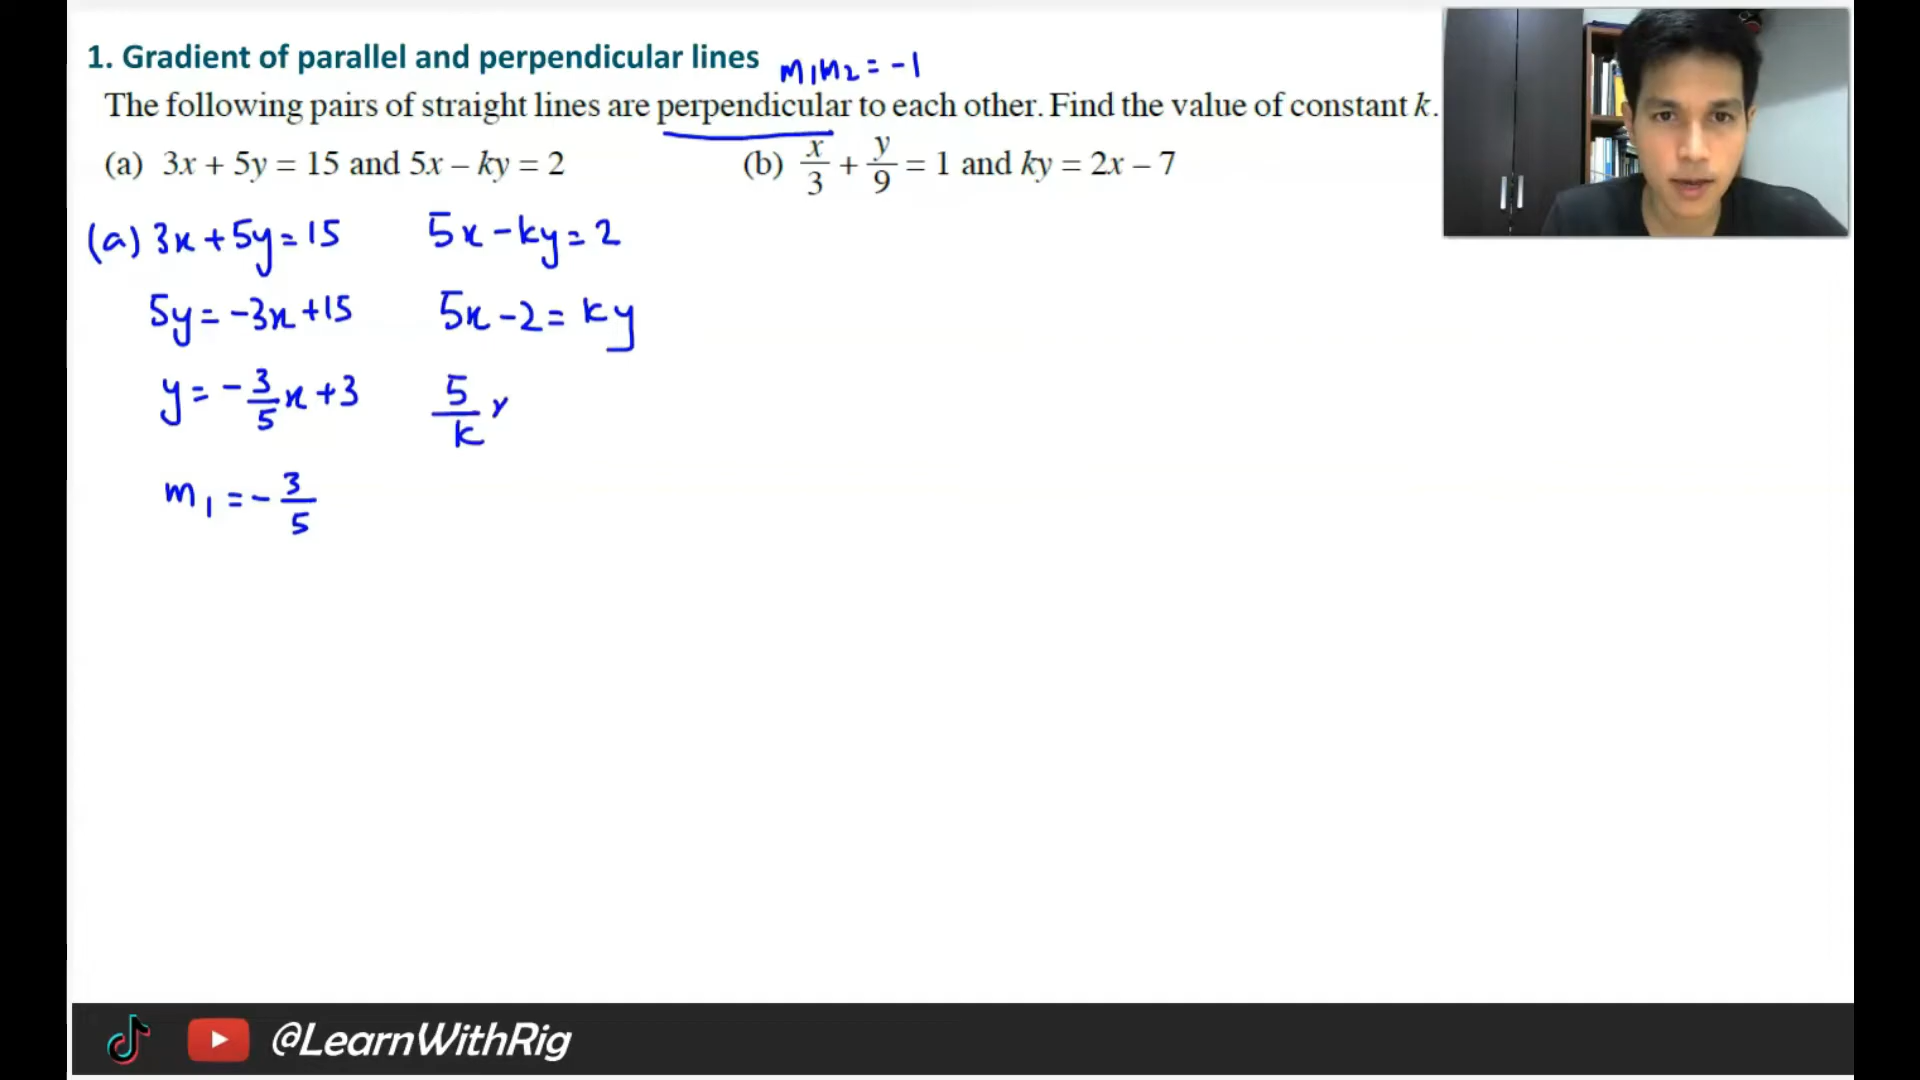 1. Gradient of parallel and perpendicular lines m₁m₂ = -1
The following pairs of straight lines are perpendicular to each other. Find the value of constant k.
(a) 3x + 5y = 15 and 5x – ky = 2 (b) x/3 + y/9 = 1 and ky = 2x – 7
(a) 3x + 5y = 15 5x - ky = 2
5y = -3x + 15 5x - 2 = ky
y = - 3/5 x + 3 5/k
m₁ = - 3/5
@LearnWithRig